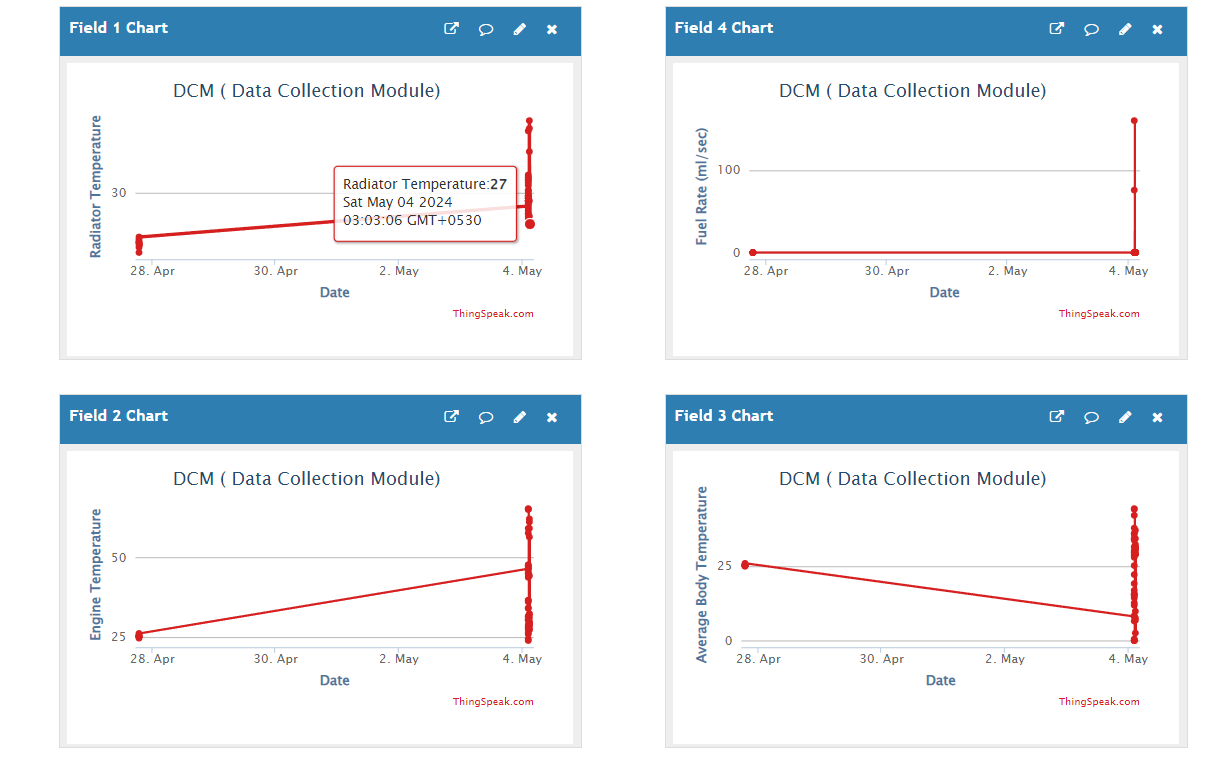 Field 1 Chart
DCM ( Data Collection Module)
Radiator Temperature
30
Radiator Temperature:27
Sat May 04 2024
03:03:06 GMT+0530
28. Apr 30. Apr 2. May 4. May
Date
ThingSpeak.com
Field 4 Chart
DCM ( Data Collection Module)
Fuel Rate (ml/sec)
100
0
28. Apr 30. Apr 2. May 4. May
Date
ThingSpeak.com
Field 2 Chart
DCM ( Data Collection Module)
Engine Temperature
50
25
28. Apr 30. Apr 2. May 4. May
Date
ThingSpeak.com
Field 3 Chart
DCM ( Data Collection Module)
Average Body Temperature
25
0
28. Apr 30. Apr 2. May 4. May
Date
ThingSpeak.com